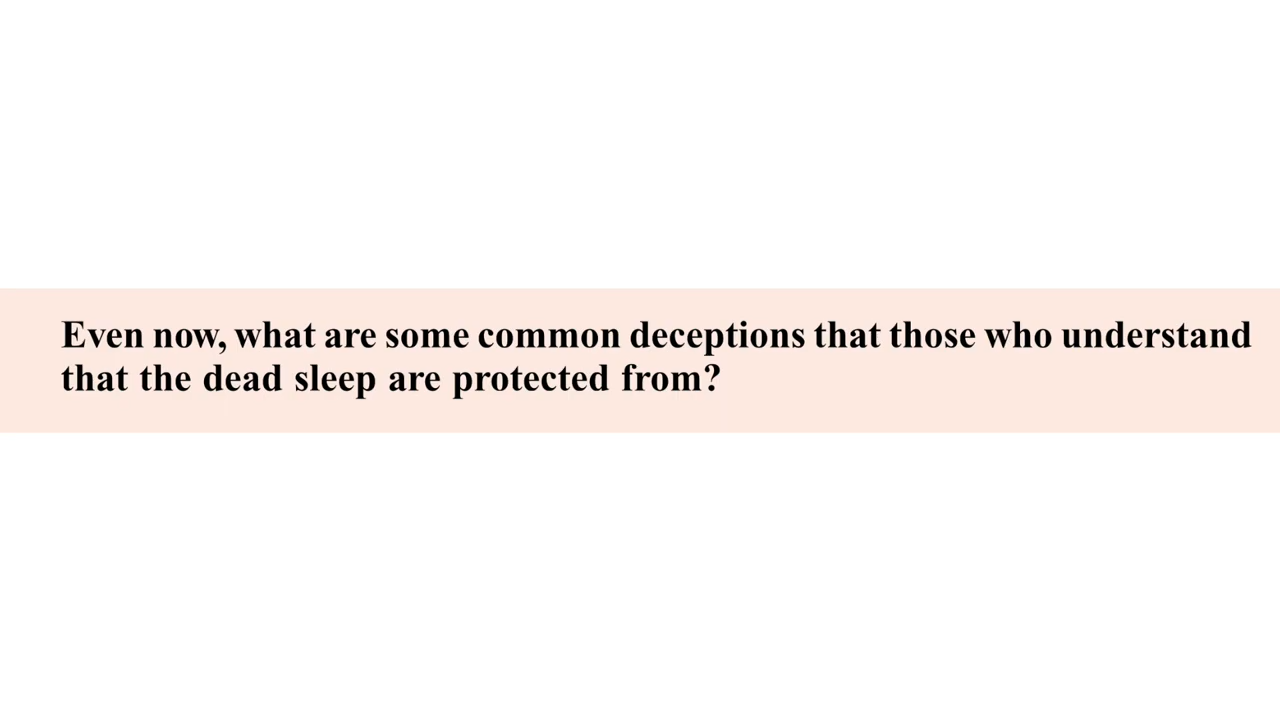 Even now, what are some common deceptions that those who understand
that the dead sleep are protected from?